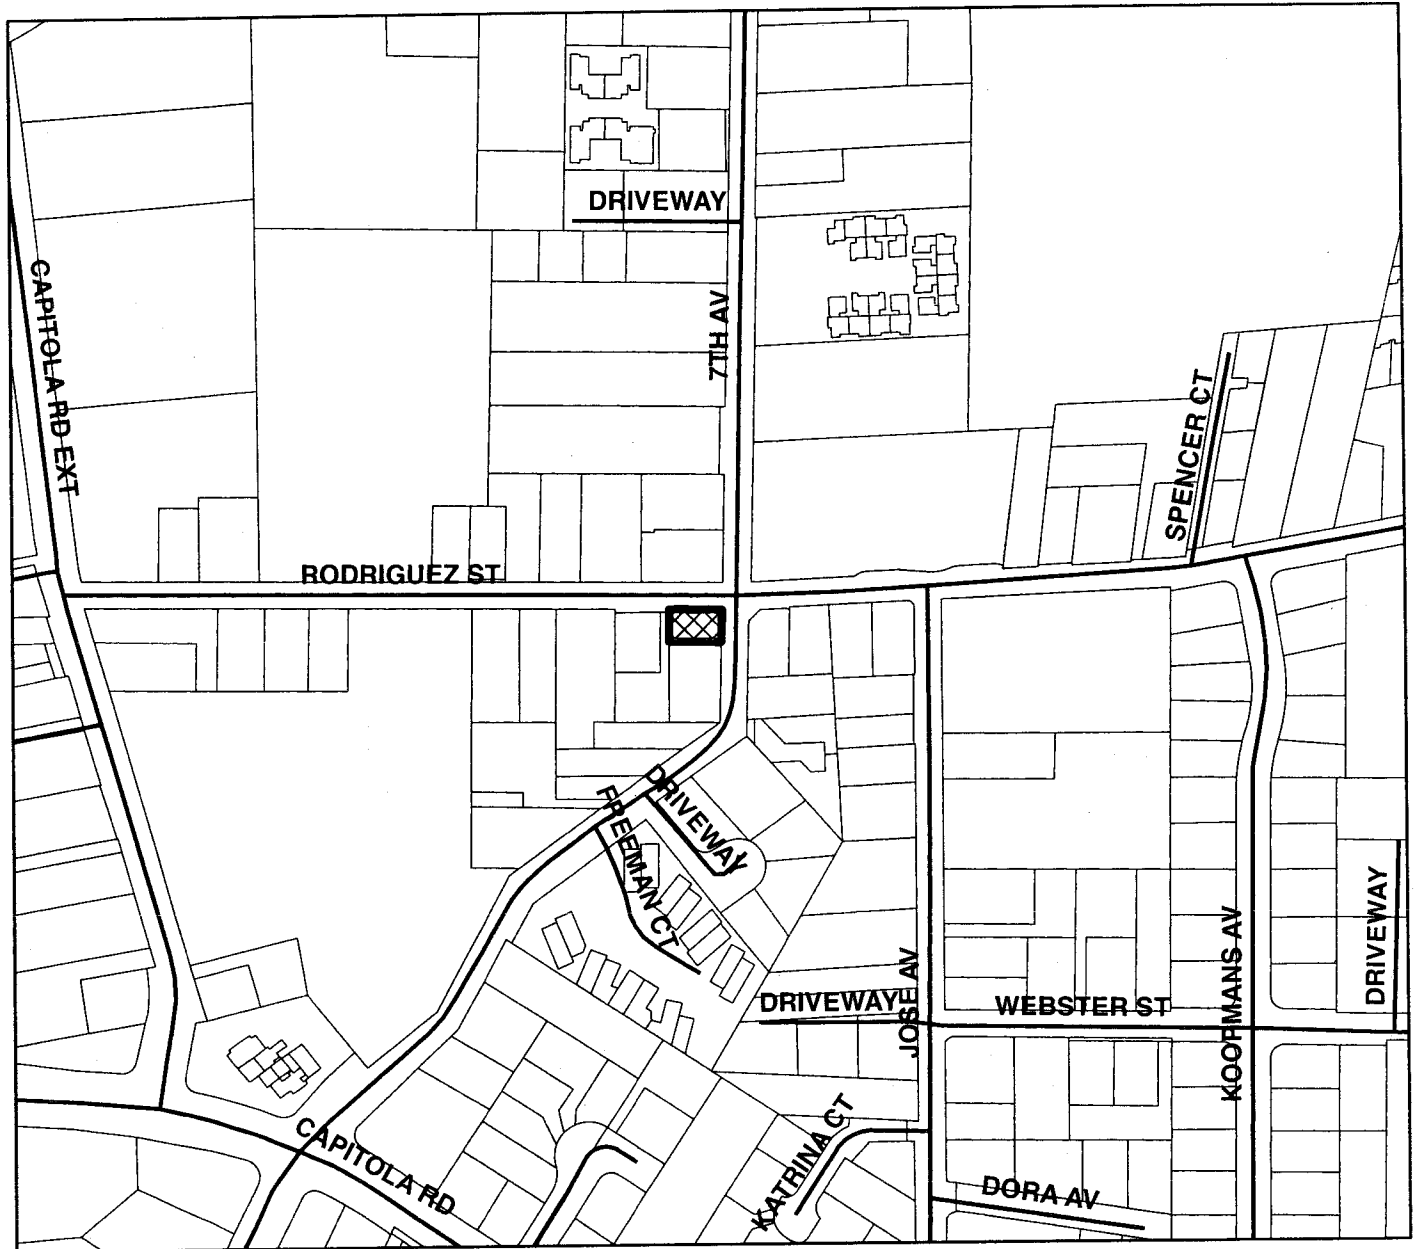 DRIVEWAY
CAPITOLA RD EXT
7TH AV
SPENCER CT
RODRIGUEZ ST
DRIVEWAY
FREEMAN CT
DRIVEWAY
JOSE AV
WEBSTER ST
KOOPMANS AV
DRIVEWAY
CAPITOLA RD
KATRINA CT
DORA AV